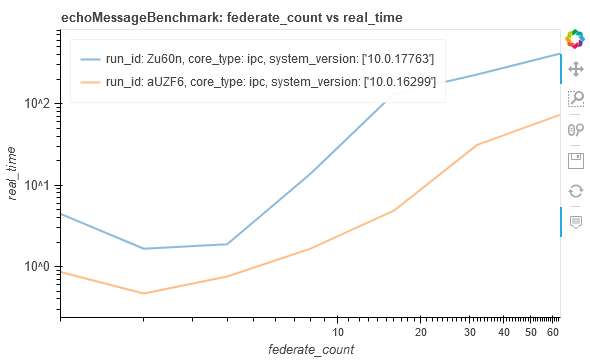 echoMessageBenchmark: federate_count vs real_time
run_id: Zu60n, core_type: ipc, system_version: ['10.0.17763']
run_id: aUZF6, core_type: ipc, system_version: ['10.0.16299']
real_time
10^2
10^1
10^0
10 20 30 40 50 60
federate_count